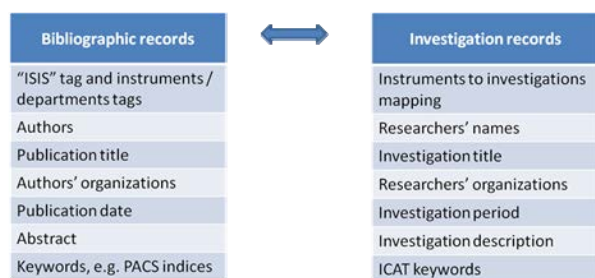 Bibliographic records
"ISIS" tag and instruments /
departments tags
Authors
Publication title
Authors' organizations
Publication date
Abstract
Keywords, e.g. PACS indices
Investigation records
Instruments to investigations
mapping
Researchers' names
Investigation title
Researchers' organizations
Investigation period
Investigation description
ICAT keywords